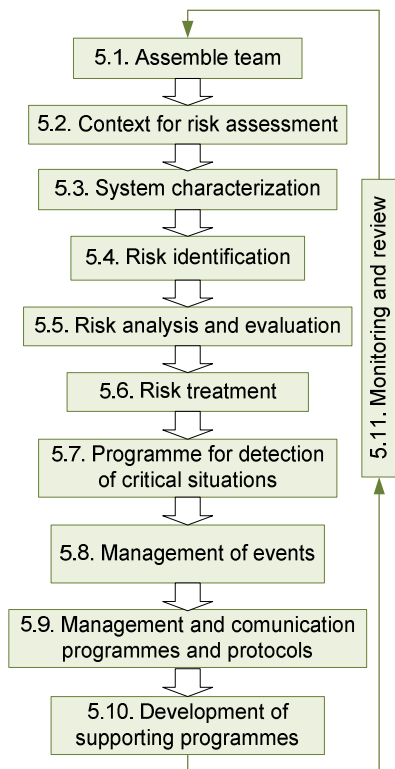 5.1. Assemble team
5.2. Context for risk assessment
5.3. System characterization
5.4. Risk identification
5.5. Risk analysis and evaluation
5.6. Risk treatment
5.7. Programme for detection
of critical situations
5.8. Management of events
5.9. Management and comunication
programmes and protocols
5.10. Development of
supporting programmes
5.11. Monitoring and review